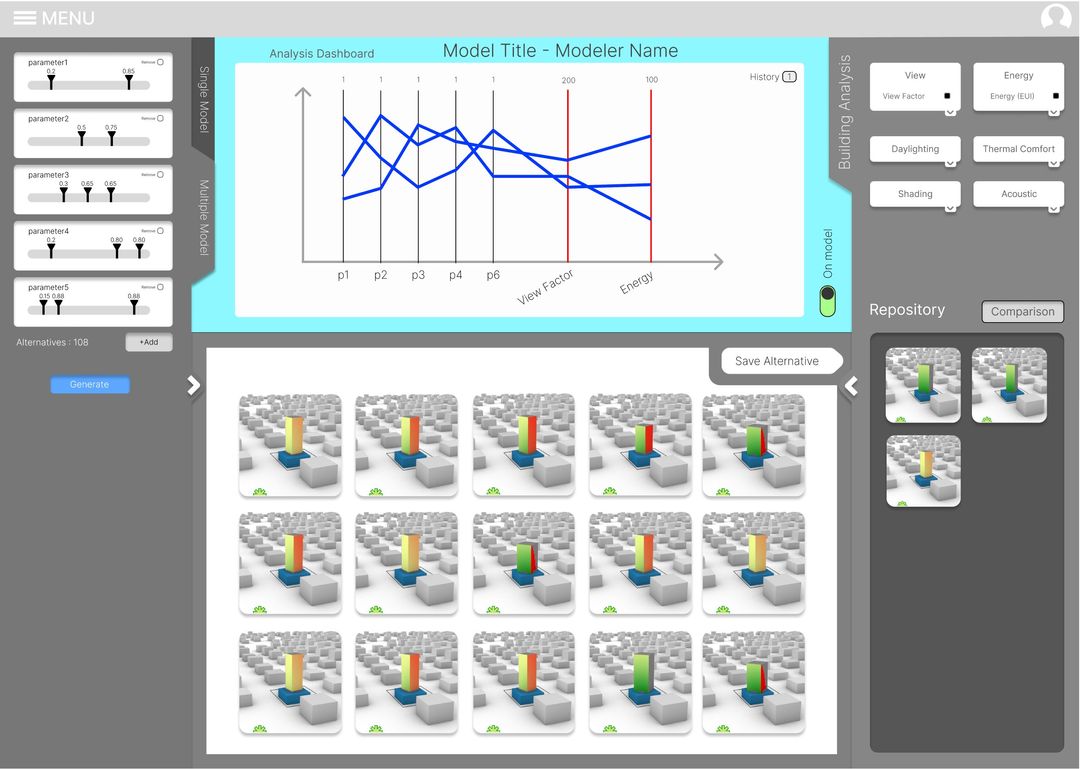 MENU
parameter1
Remove
0.2 0.85
parameter2
Remove
0.5 0.75
parameter3
Remove
0.3 0.65 0.65
parameter4
Remove
0.2 0.80 0.80
parameter5
Remove
0.15 0.88 0.88
Alternatives : 108
+Add
Generate
Single Model
Multiple Model
Analysis Dashboard
Model Title - Modeler Name
History 1
1 1 1 1 1 200 100
p1 p2 p3 p4 p6 View Factor Energy
On model
Save Alternative
Building Analysis
View
View Factor
Energy
Energy (EUI)
Daylighting
Thermal Comfort
Shading
Acoustic
Repository
Comparison